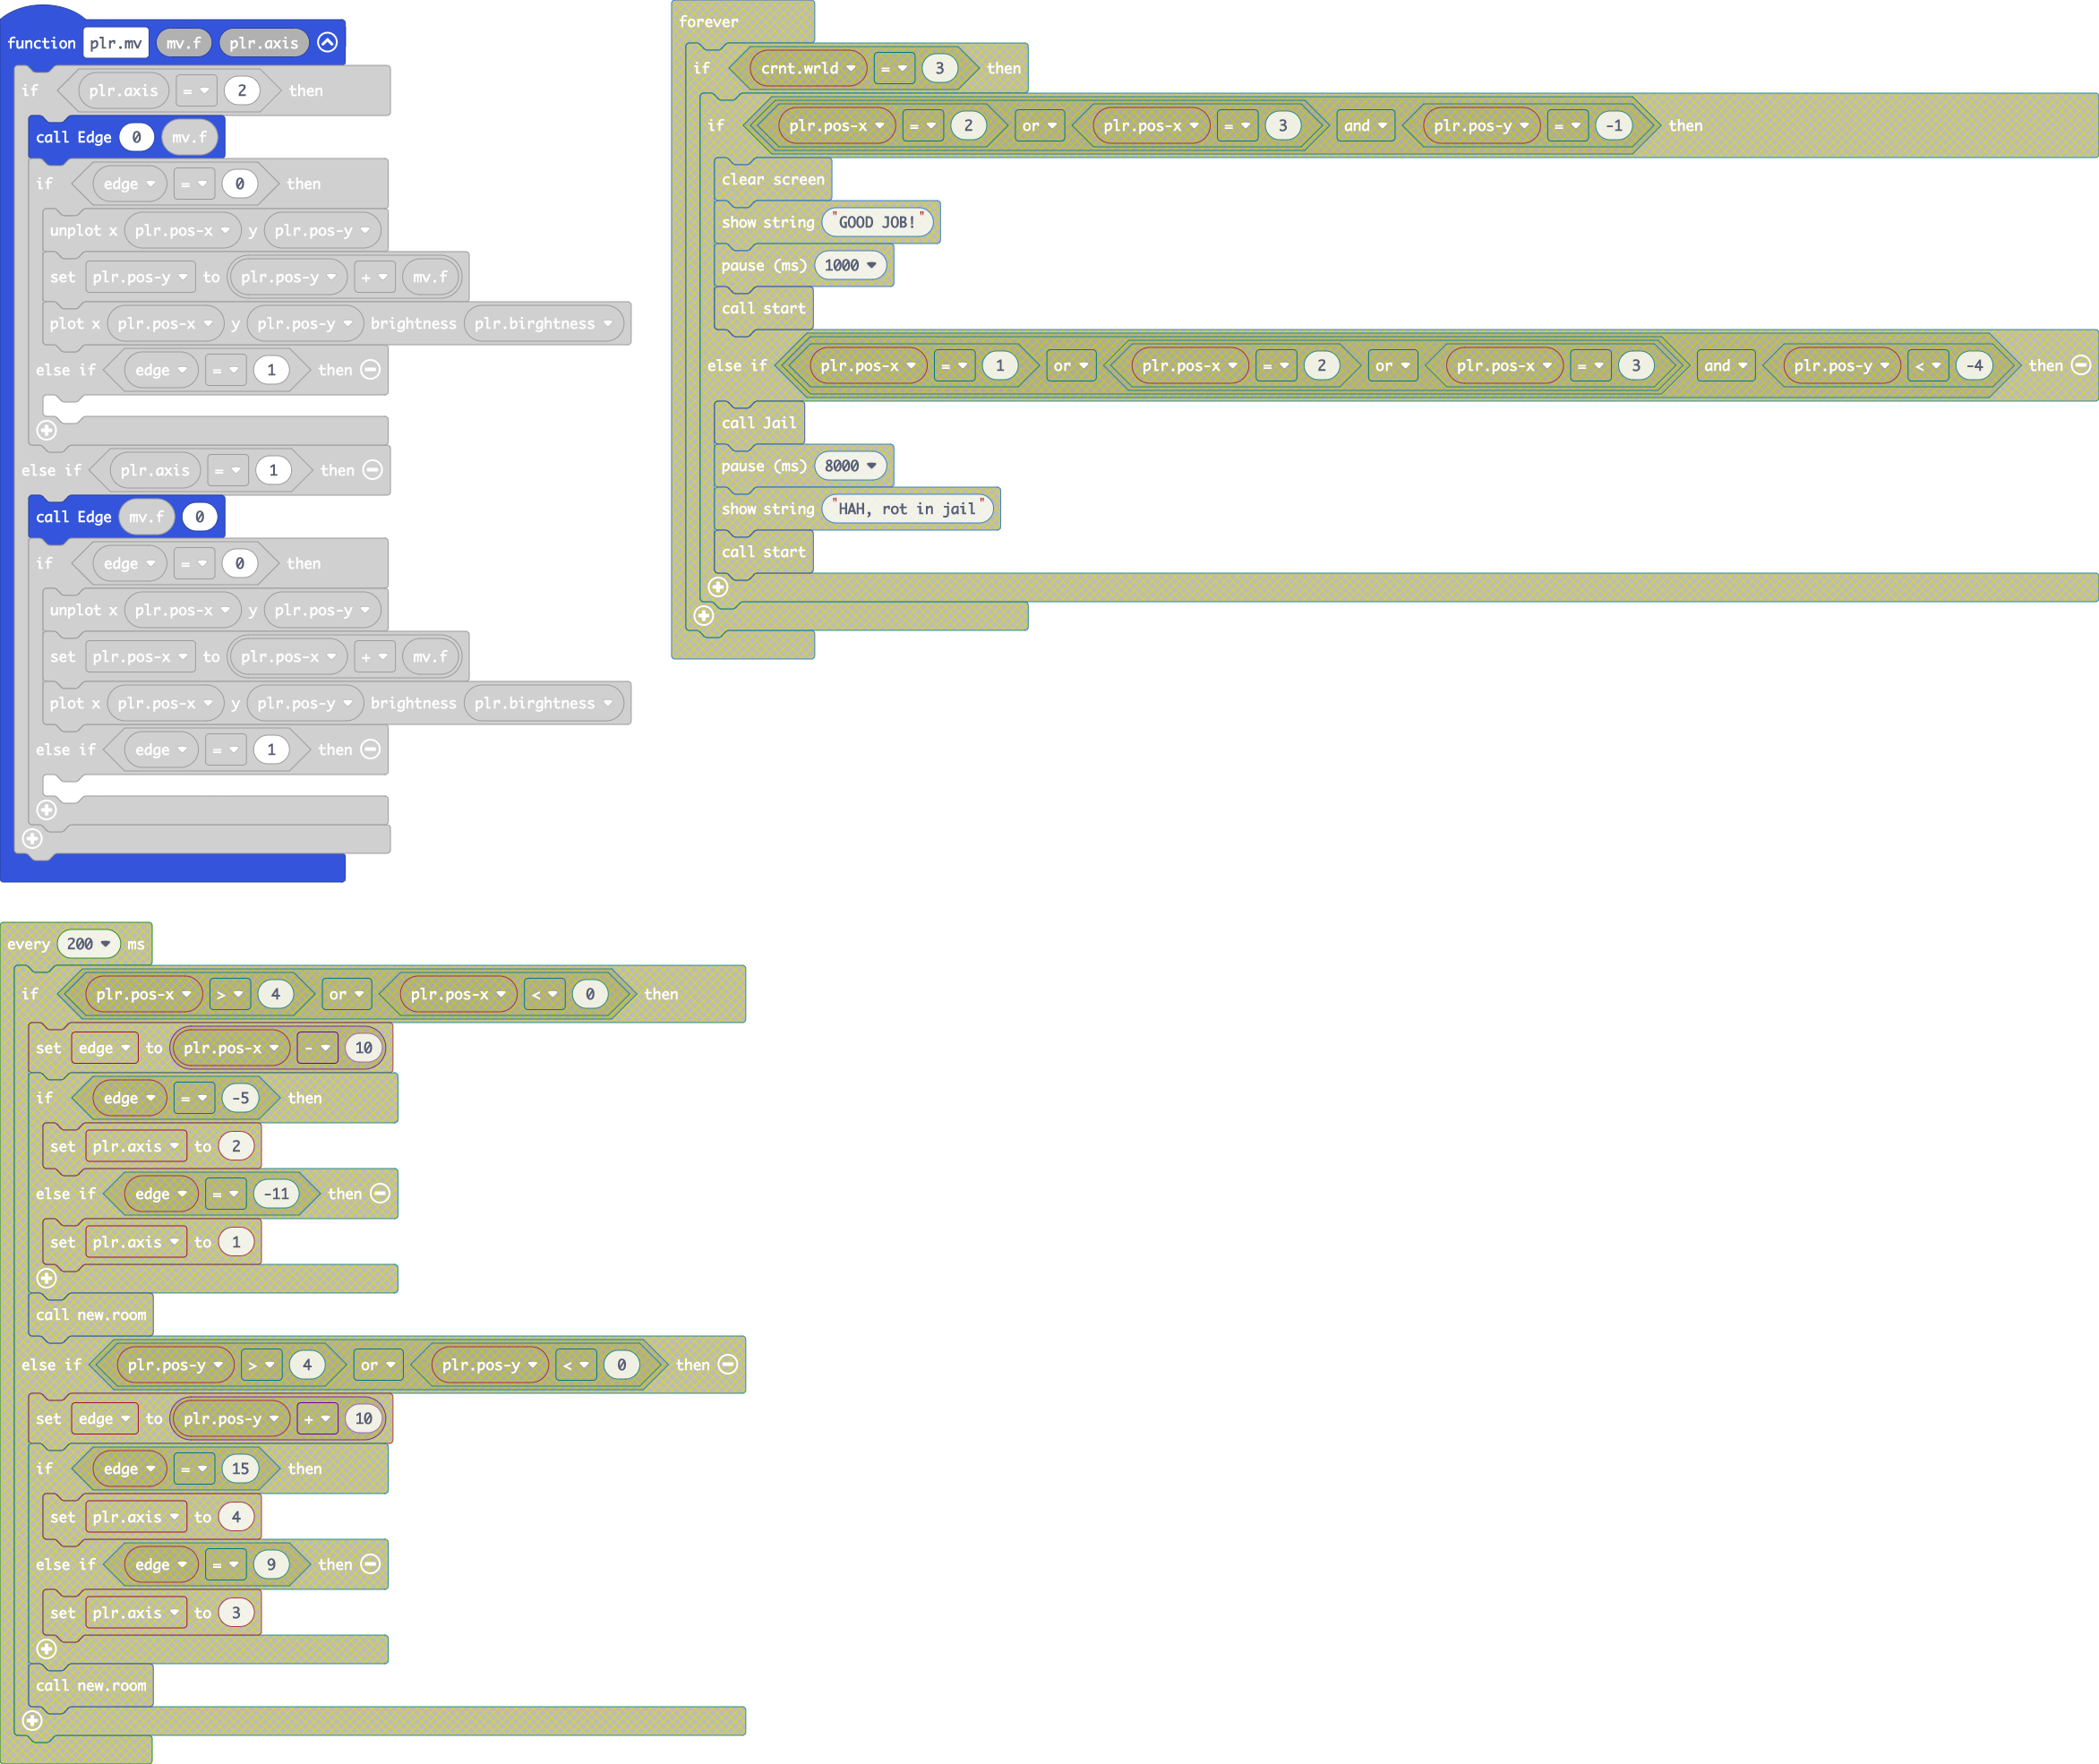 function plr.mv mv.f plr.axis
if plr.axis = 2 then
call Edge 0 mv.f
if edge = 0 then
unplot x plr.pos-x y plr.pos-y
set plr.pos-y to plr.pos-y + mv.f
plot x plr.pos-x y plr.pos-y brightness plr.birghtness
else if edge = 1 then
else if plr.axis = 1 then
call Edge mv.f 0
if edge = 0 then
unplot x plr.pos-x y plr.pos-y
set plr.pos-x to plr.pos-x + mv.f
plot x plr.pos-x y plr.pos-y brightness plr.birghtness
else if edge = 1 then
forever
if crnt.wrld = 3 then
if plr.pos-x = 2 or plr.pos-x = 3 and plr.pos-y = -1 then
clear screen
show string "GOOD JOB!"
pause (ms) 1000
call start
else if plr.pos-x = 1 or plr.pos-x = 2 or plr.pos-x = 3 and plr.pos-y < -4 then
call Jail
pause (ms) 8000
show string "HAH, rot in jail"
call start
every 200 ms
if plr.pos-x > 4 or plr.pos-x < 0 then
set edge to plr.pos-x - 10
if edge = -5 then
set plr.axis to 2
else if edge = -11 then
set plr.axis to 1
call new.room
else if plr.pos-y > 4 or plr.pos-y < 0 then
set edge to plr.pos-y + 10
if edge = 15 then
set plr.axis to 4
else if edge = 9 then
set plr.axis to 3
call new.room